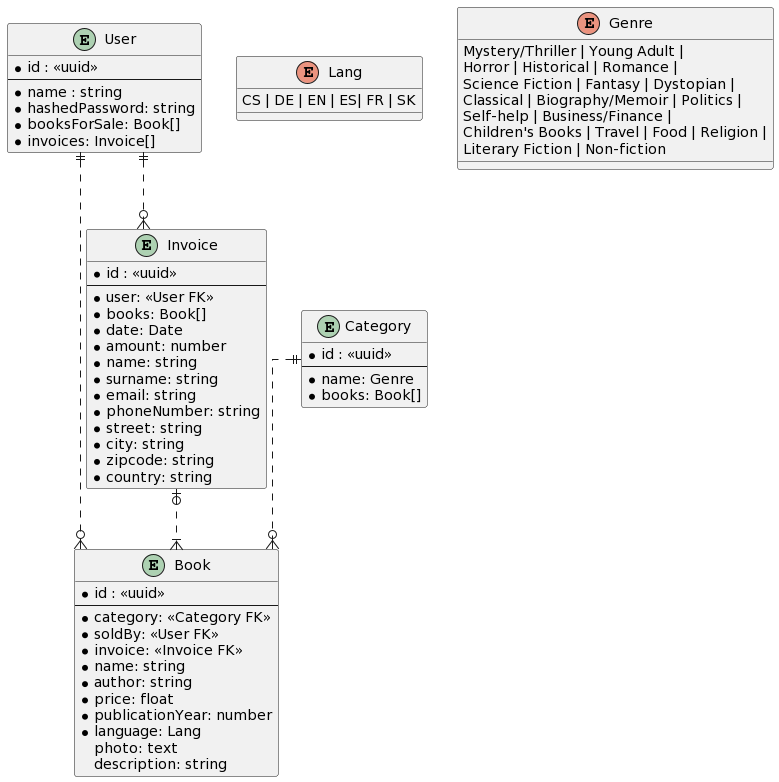 E User
id : «uuid»
name : string
hashedPassword: string
booksForSale: Book[]
invoices: Invoice[]
E Lang
CS | DE | EN | ES| FR | SK
E Genre
Mystery/Thriller | Young Adult |
Horror | Historical | Romance |
Science Fiction | Fantasy | Dystopian |
Classical | Biography/Memoir | Politics |
Self-help | Business/Finance |
Children's Books | Travel | Food | Religion |
Literary Fiction | Non-fiction
E Invoice
id : «uuid»
user: «User FK»
books: Book[]
date: Date
amount: number
name: string
surname: string
email: string
phoneNumber: string
street: string
city: string
zipcode: string
country: string
E Category
id : «uuid»
name: Genre
books: Book[]
E Book
id : «uuid»
category: «Category FK»
soldBy: «User FK»
invoice: «Invoice FK»
name: string
author: string
price: float
publicationYear: number
language: Lang
photo: text
description: string